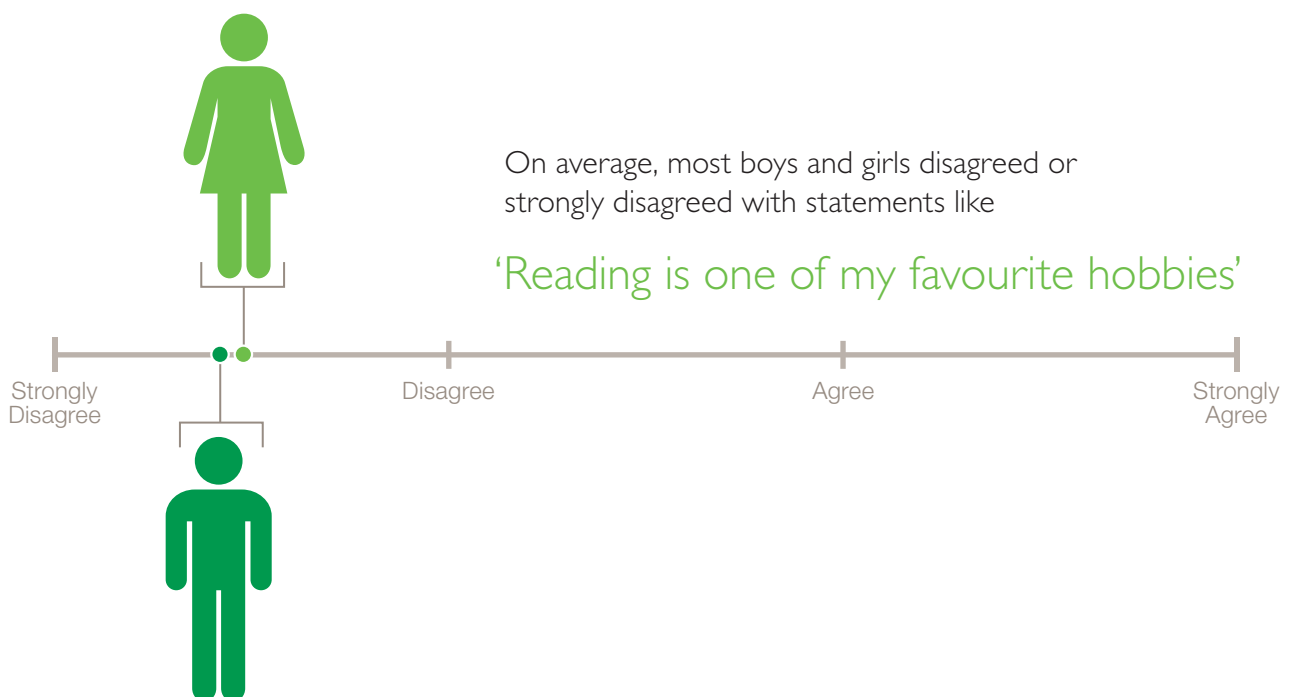 On average, most boys and girls disagreed or
strongly disagreed with statements like
‘Reading is one of my favourite hobbies’
Strongly
Disagree
Disagree
Agree
Strongly
Agree